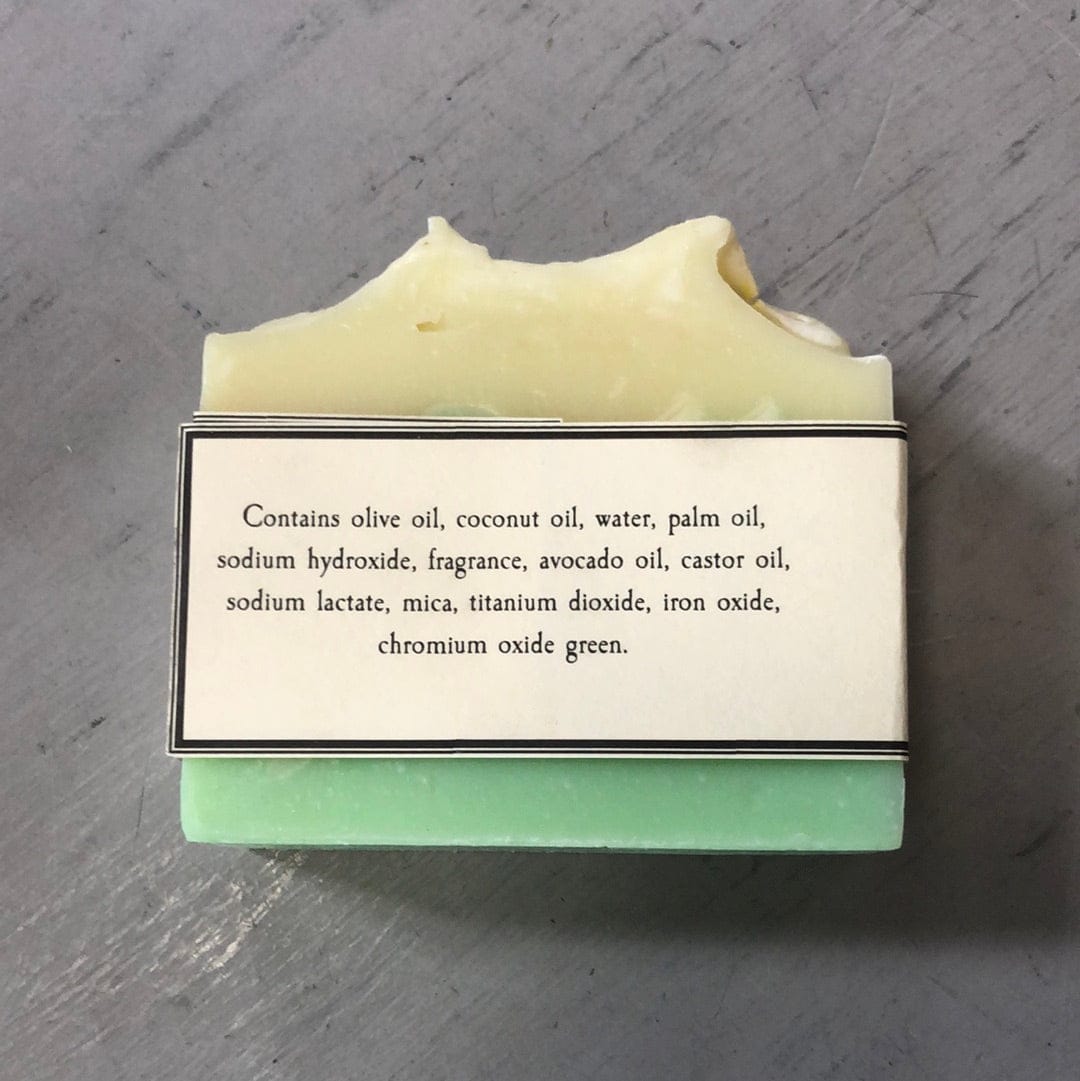 Contains olive oil, coconut oil, water, palm oil,
sodium hydroxide, fragrance, avocado oil, castor oil,
sodium lactate, mica, titanium dioxide, iron oxide,
chromium oxide green.